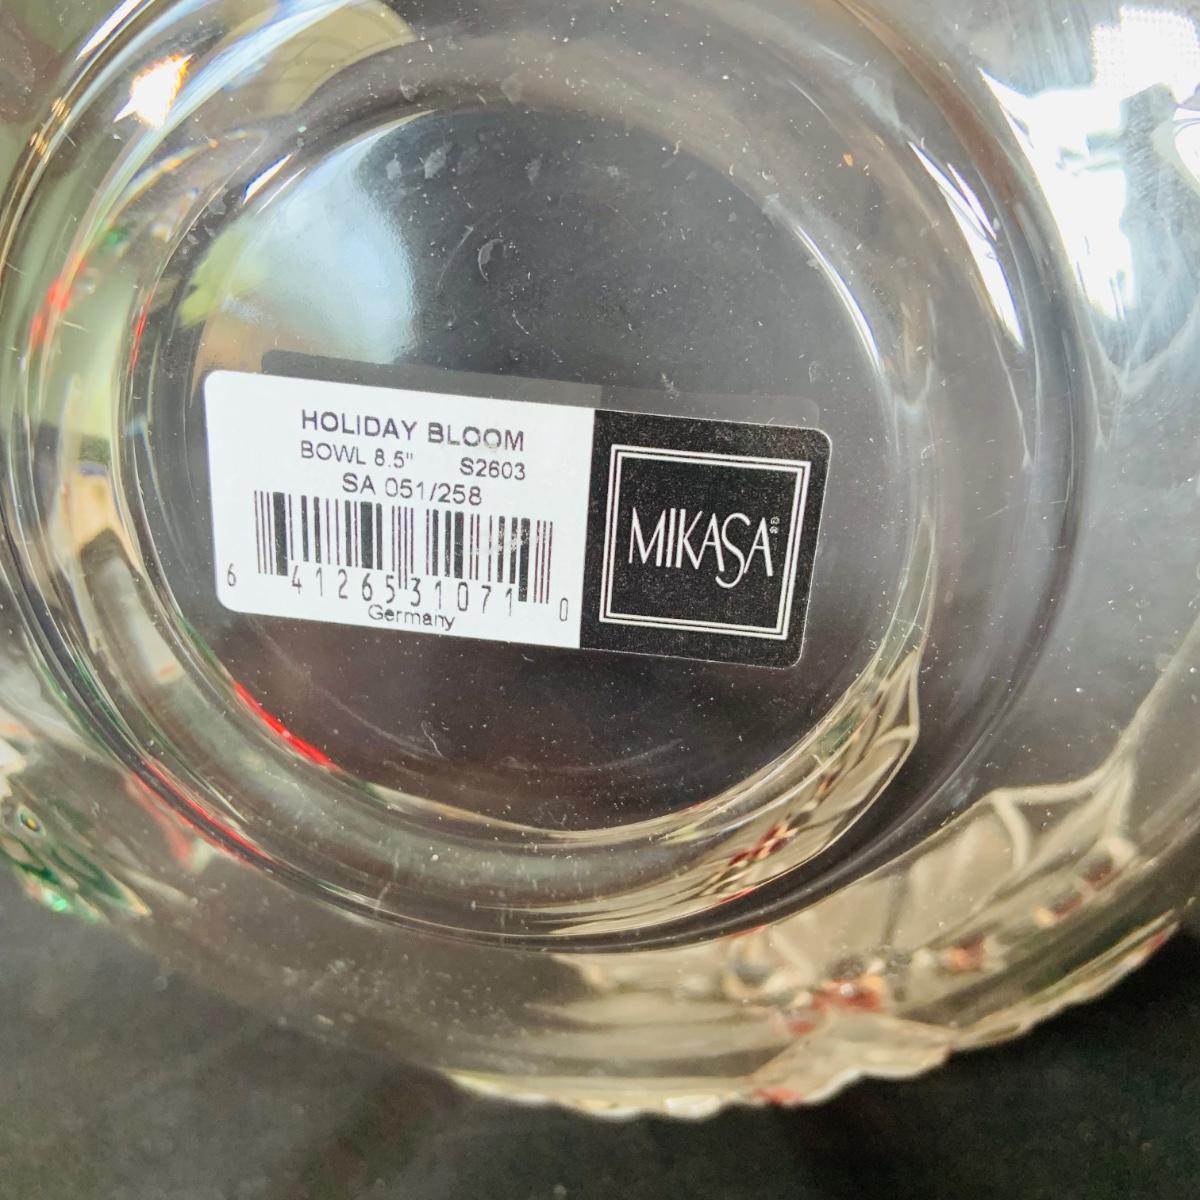 HOLIDAY BLOOM
BOWL 8.5" S2603
SA 051/258
6 41265 31071 0
Germany
MIKASA®